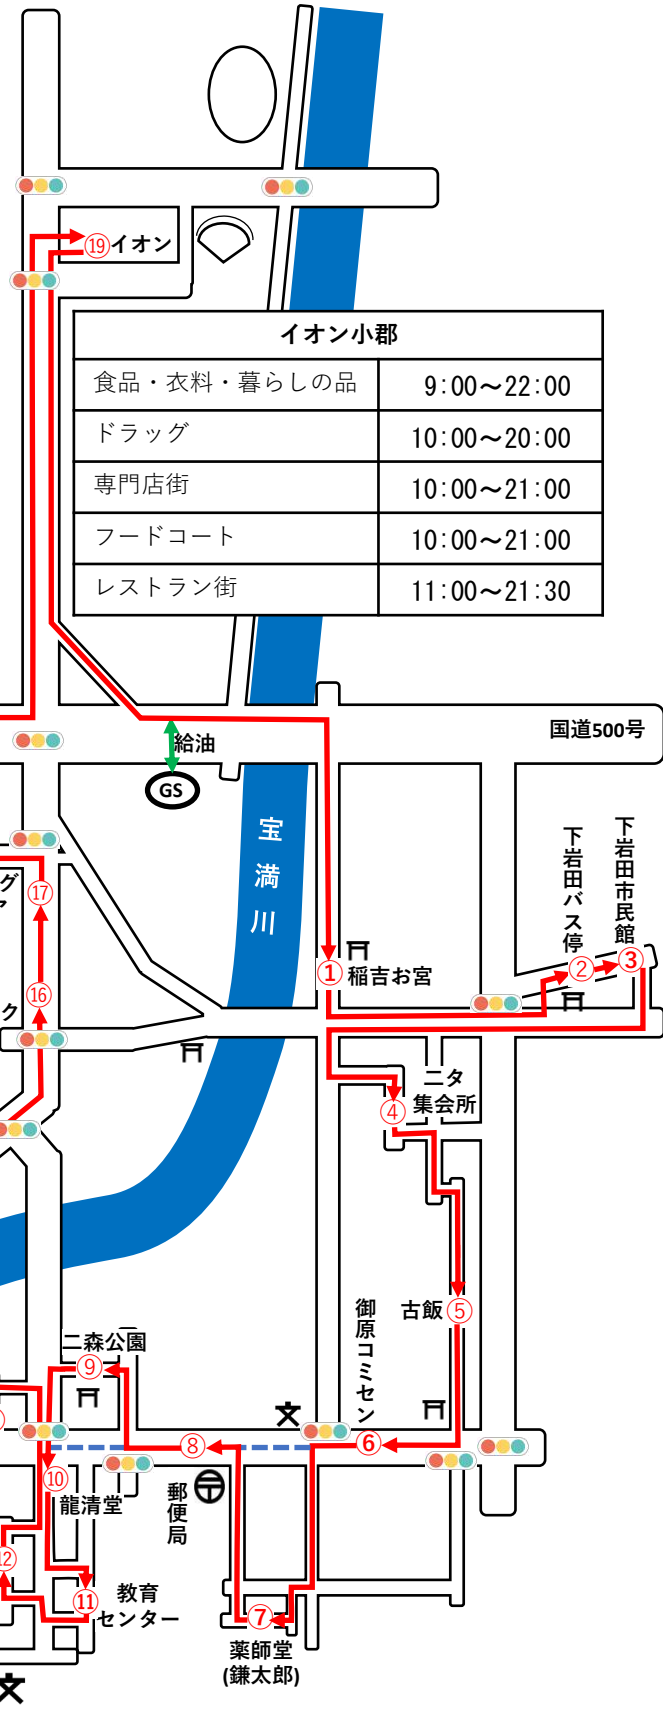 ⑲イオン
イオン小郡
食品・衣料・暮らしの品 9:00～22:00
ドラッグ 10:00～20:00
専門店街 10:00～21:00
フードコート 10:00～21:00
レストラン街 11:00～21:30
国道500号
給油
GS
宝満川
下岩田バス停
下岩田市民館
グ
ア
⑰
②
③
①
稲吉お宮
⑯
ク
二タ
集会所
④
古飯
⑤
御原コミセン
二森公園
⑨
文
⑥
⑧
⑩
龍清堂
郵便局
⑫
⑪
教育
センター
⑦
薬師堂
(鎌太郎)
文